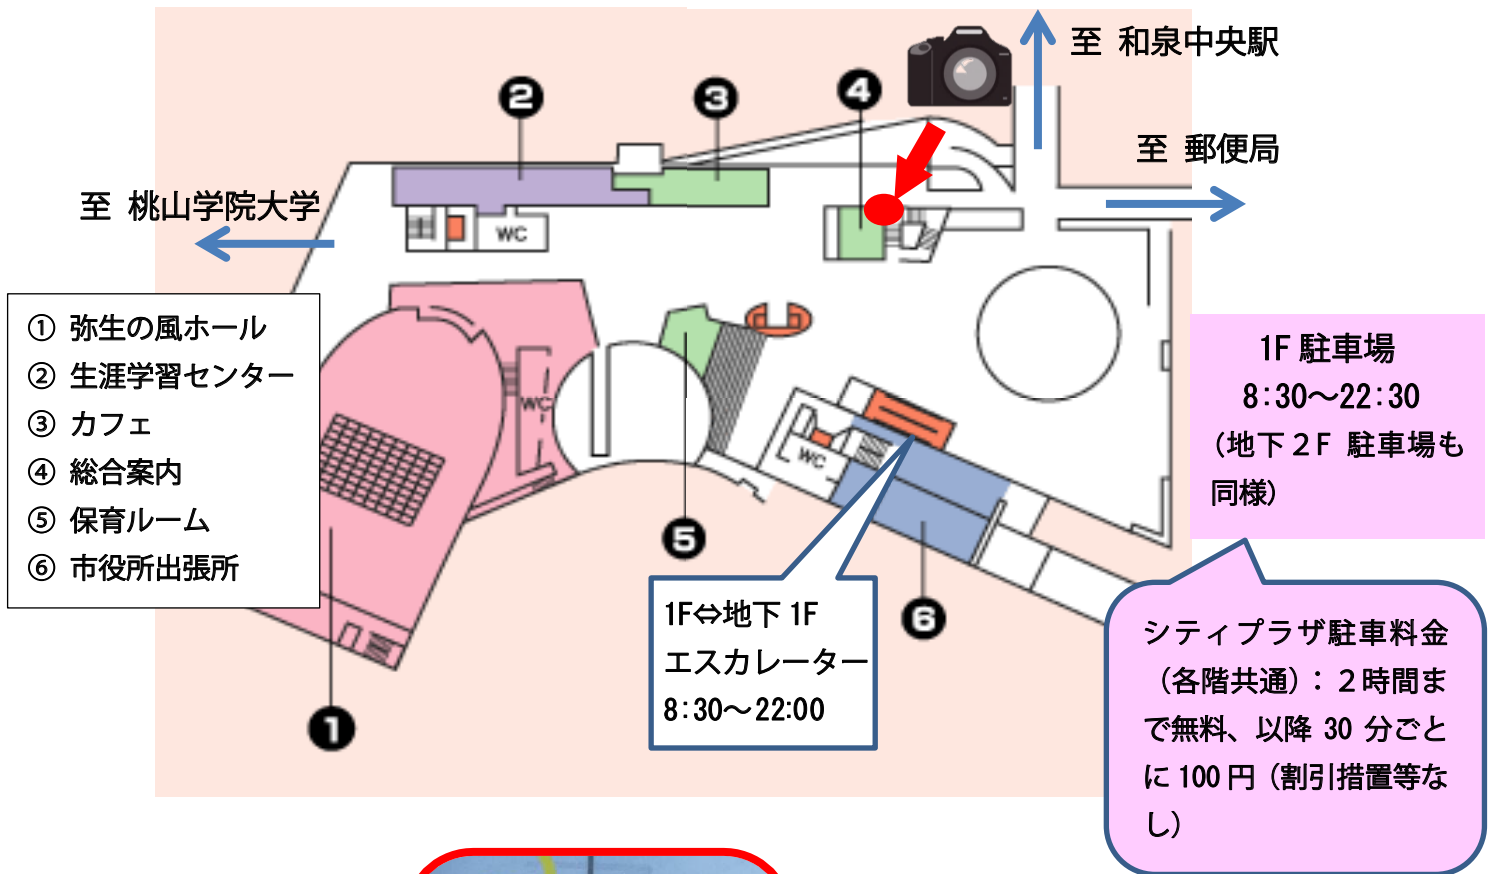 至 和泉中央駅
❷
❸
❹
至 郵便局
至 桃山学院大学
WC
① 弥生の風ホール
② 生涯学習センター
③ カフェ
④ 総合案内
⑤ 保育ルーム
⑥ 市役所出張所
WC
WC
1F 駐車場
8:30～22:30
（地下２F 駐車場も
同様）
❺
❻
❶
1F⇔地下 1F
エスカレーター
8:30～22:00
シティプラザ駐車料金
（各階共通）：２時間ま
で無料、以降 30 分ごと
に 100 円（割引措置等な
し）